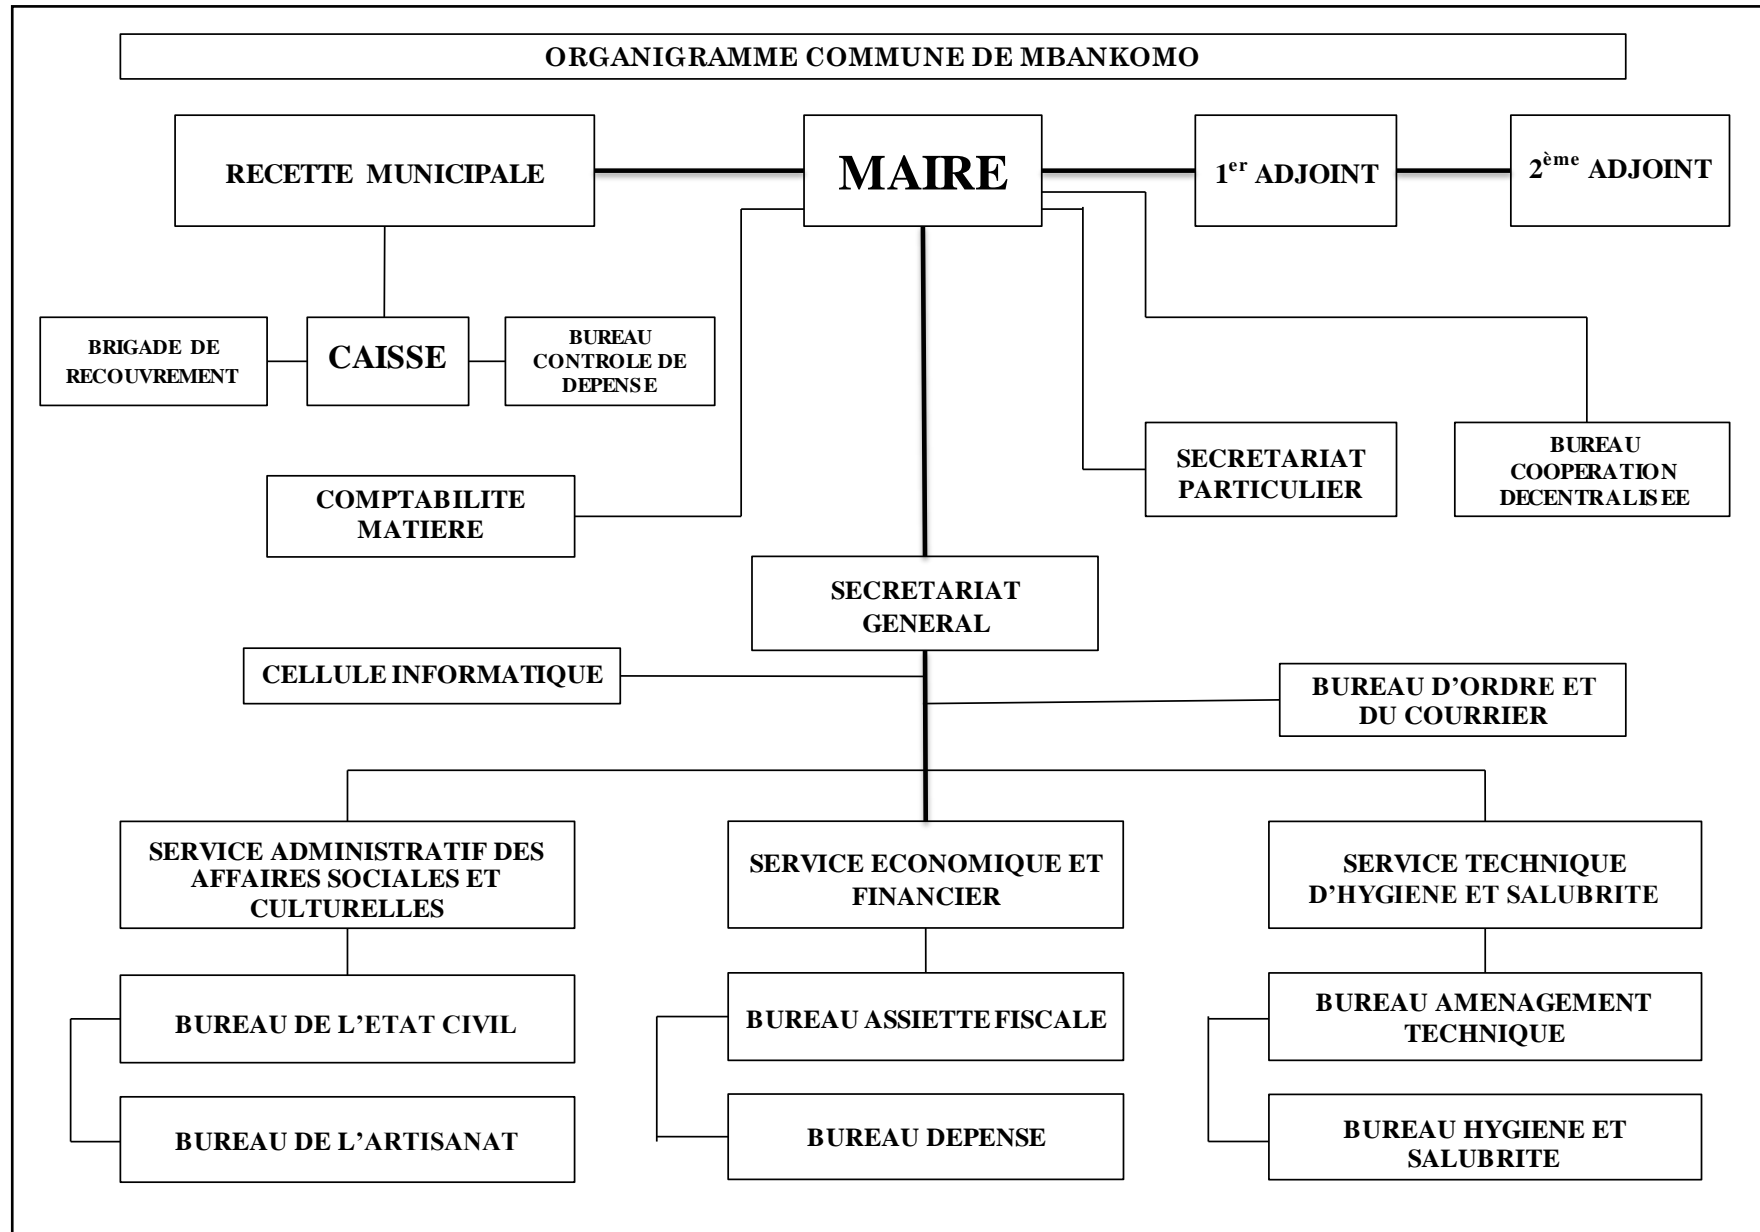 ORGANIGRAMME COMMUNE DE MBANKOMO
RECETTE MUNICIPALE
MAIRE
1er ADJOINT
2ème ADJOINT
BRIGADE DE
RECOUVREMENT
CAISSE
BUREAU
CONTROLE DE
DEPENSE
COMPTABILITE
MATIERE
SECRETARIAT
PARTICULIER
BUREAU
COOPERATION
DECENTRALISEE
SECRETARIAT
GENERAL
CELLULE INFORMATIQUE
BUREAU D’ORDRE ET
DU COURRIER
SERVICE ADMINISTRATIF DES
AFFAIRES SOCIALES ET
CULTURELLES
SERVICE ECONOMIQUE ET
FINANCIER
SERVICE TECHNIQUE
D’HYGIENE ET SALUBRITE
BUREAU DE L’ETAT CIVIL
BUREAU ASSIETTE FISCALE
BUREAU AMENAGEMENT
TECHNIQUE
BUREAU DE L’ARTISANAT
BUREAU DEPENSE
BUREAU HYGIENE ET
SALUBRITE